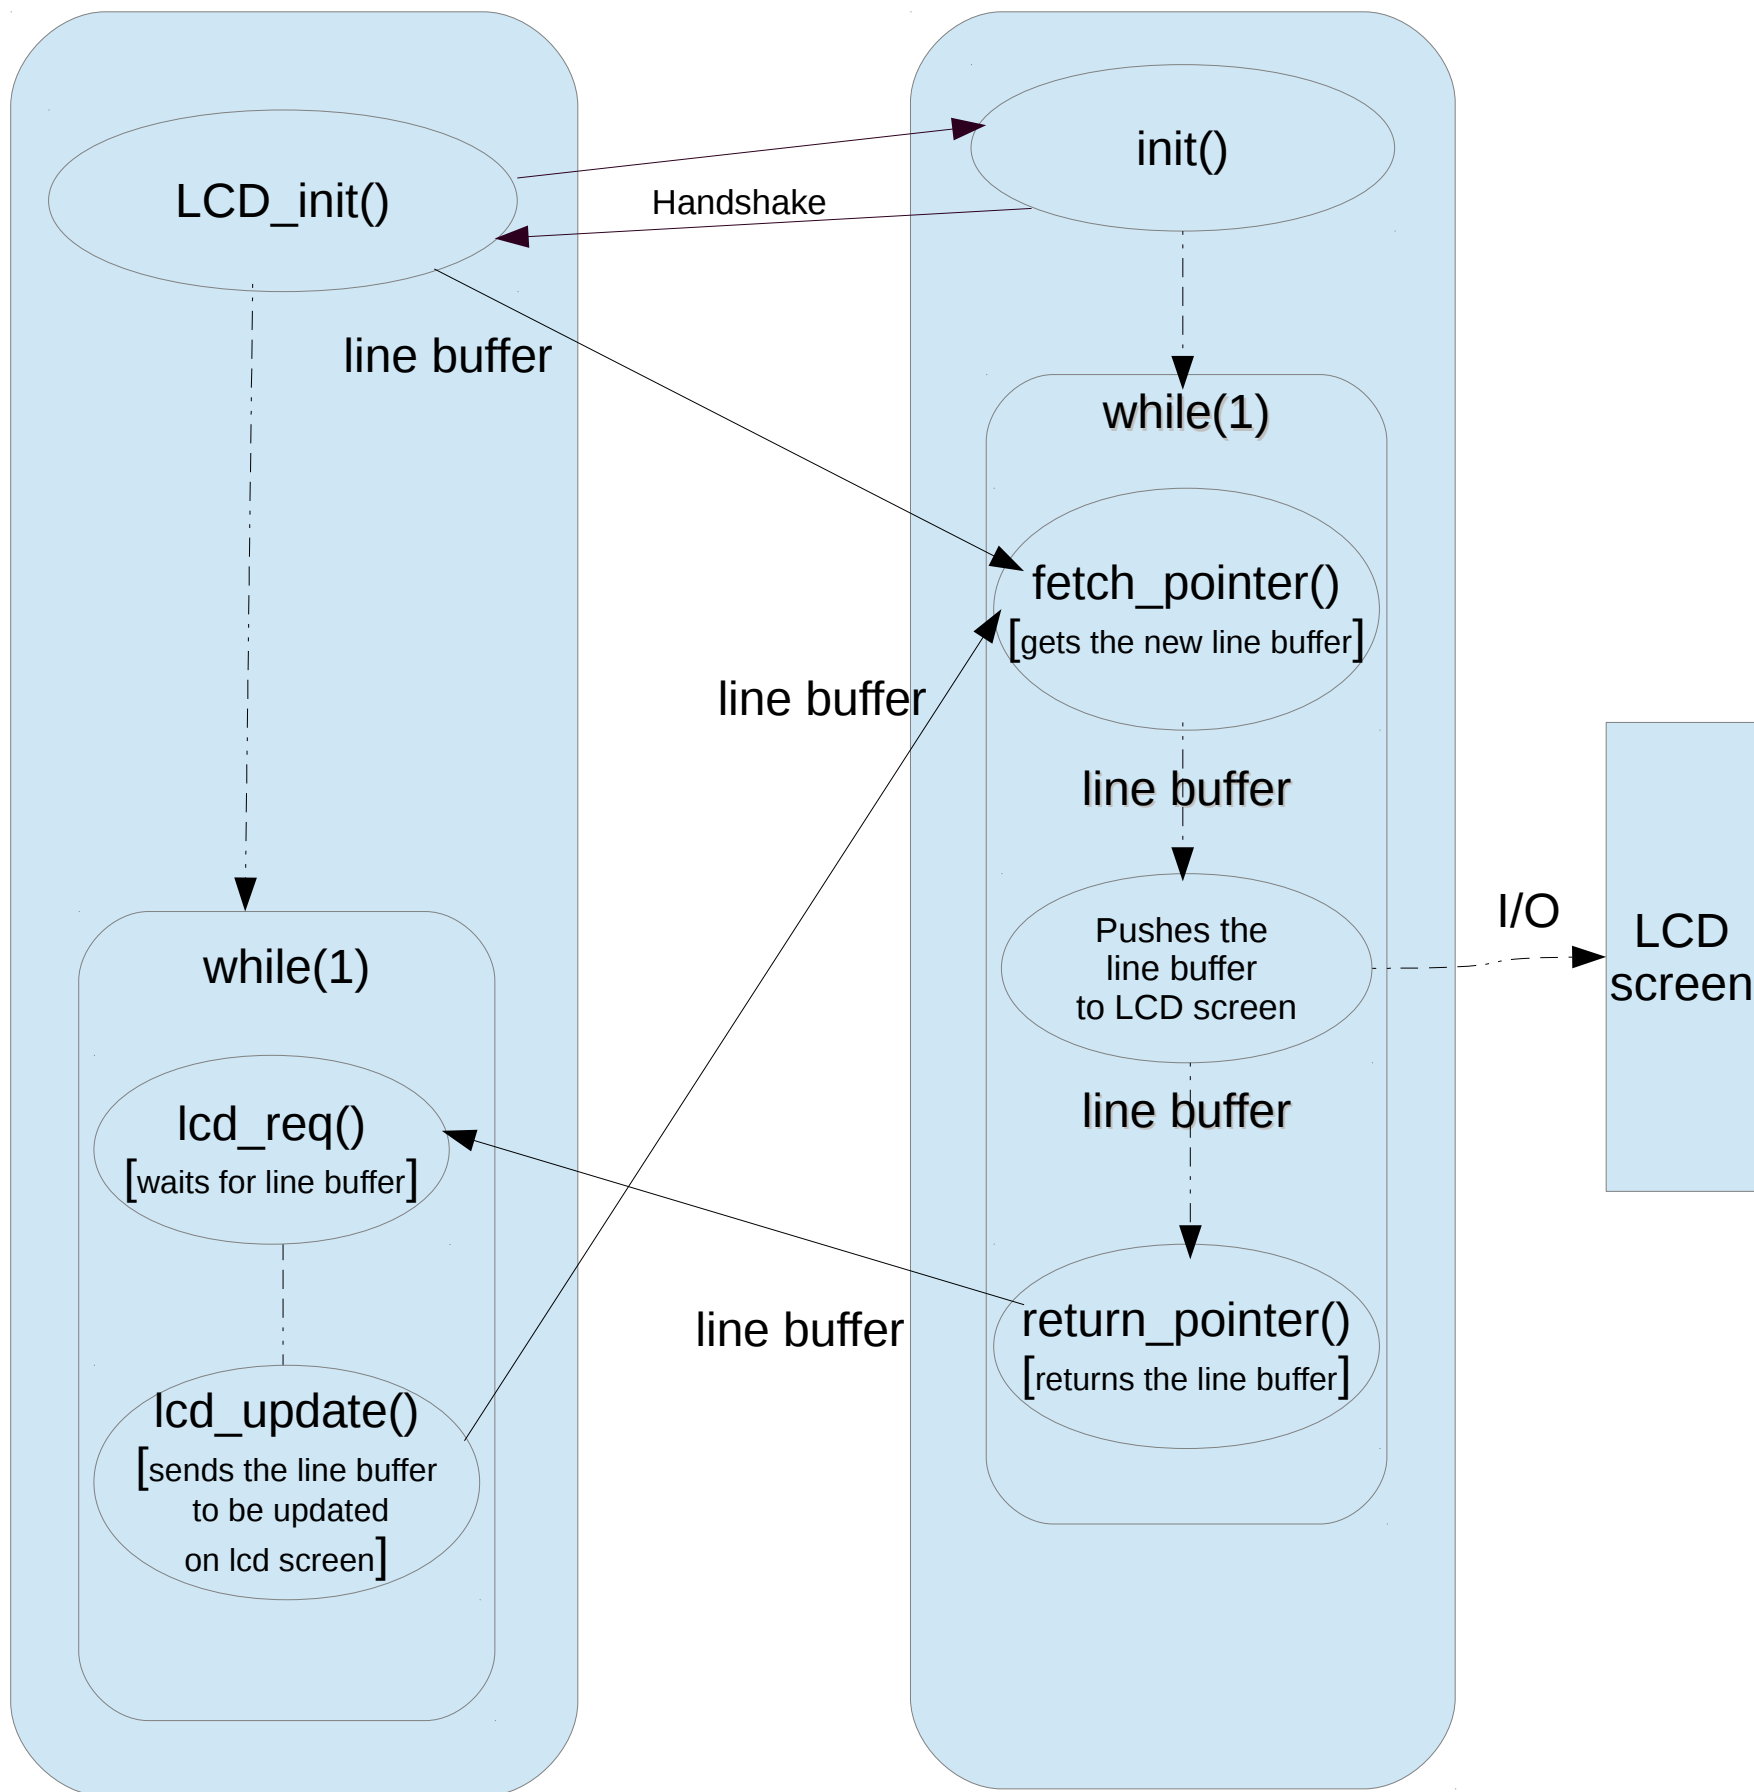 LCD_init()
Handshake
init()
line buffer
while(1)
fetch_pointer()
[gets the new line buffer]
line buffer
line buffer
Pushes the
line buffer
to LCD screen
I/O
LCD
screen
while(1)
lcd_req()
[waits for line buffer]
line buffer
line buffer
return_pointer()
[returns the line buffer]
lcd_update()
[sends the line buffer
to be updated
on lcd screen]